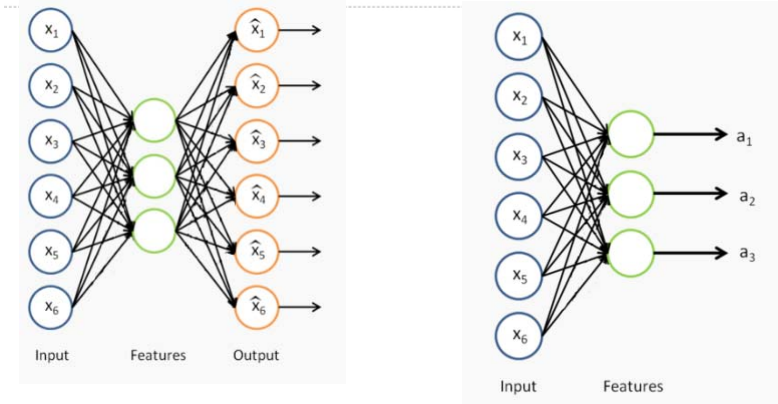 x₁
x₂
x₃
x₄
x₅
x₆
x̂₁
x̂₂
x̂₃
x̂₄
x̂₅
x̂₆
Input Features Output
x₁
x₂
x₃
x₄
x₅
x₆
a₁
a₂
a₃
Input Features